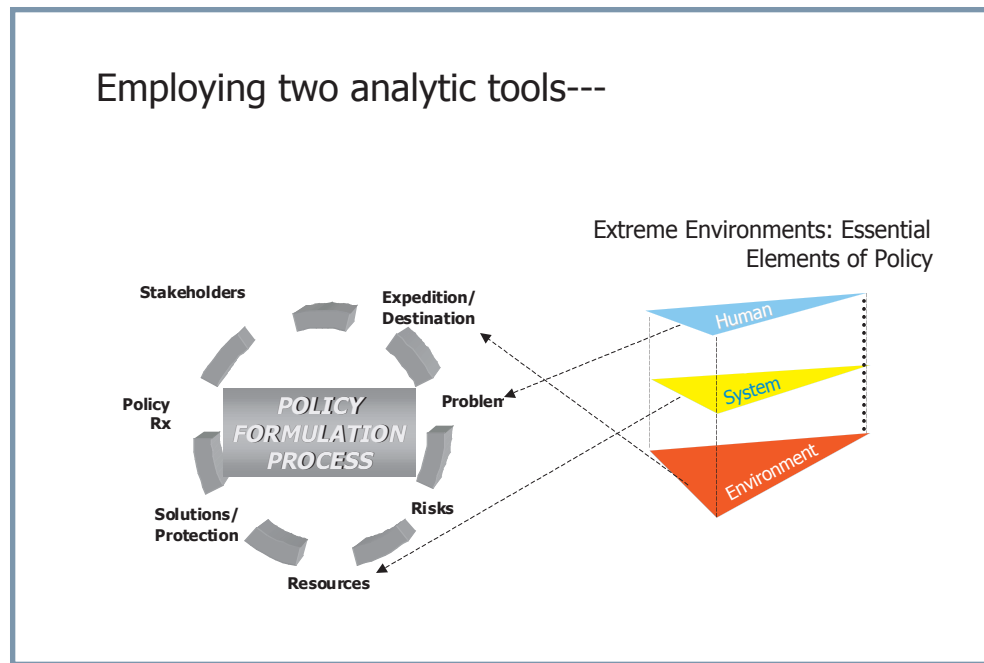 Employing two analytic tools---
Extreme Environments: Essential
Elements of Policy
Stakeholders
Expedition/
Destination
Human
System
Environment
Policy
Rx
POLICY
FORMULATION
PROCESS
Problem
Solutions/
Protection
Risks
Resources